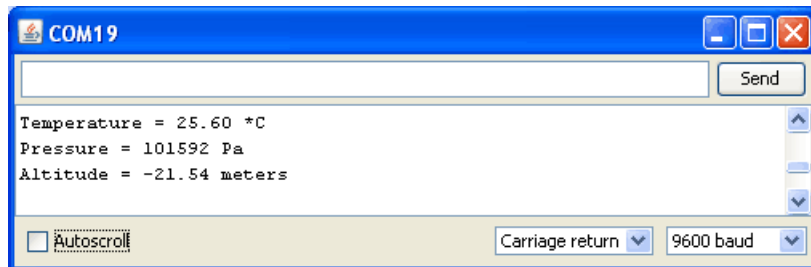 COM19
Send
Temperature = 25.60 *C
Pressure = 101592 Pa
Altitude = -21.54 meters
Autoscroll
Carriage return
9600 baud